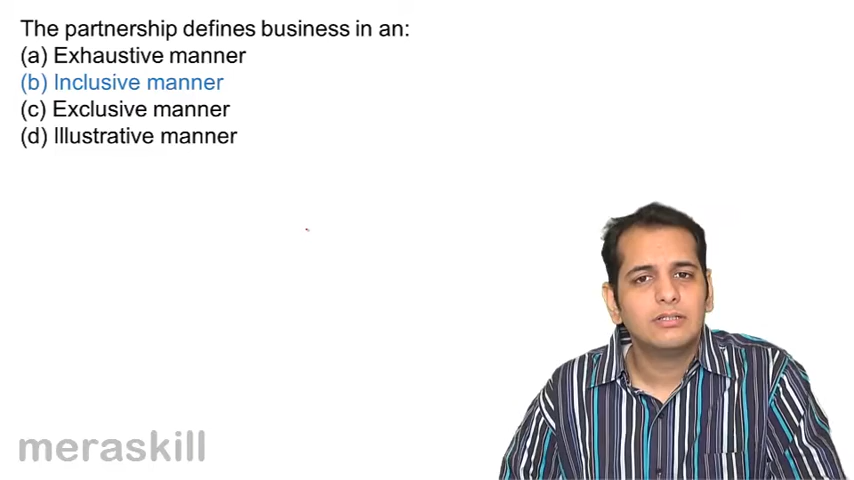 The partnership defines business in an:
(a) Exhaustive manner
(b) Inclusive manner
(c) Exclusive manner
(d) Illustrative manner
meraskill